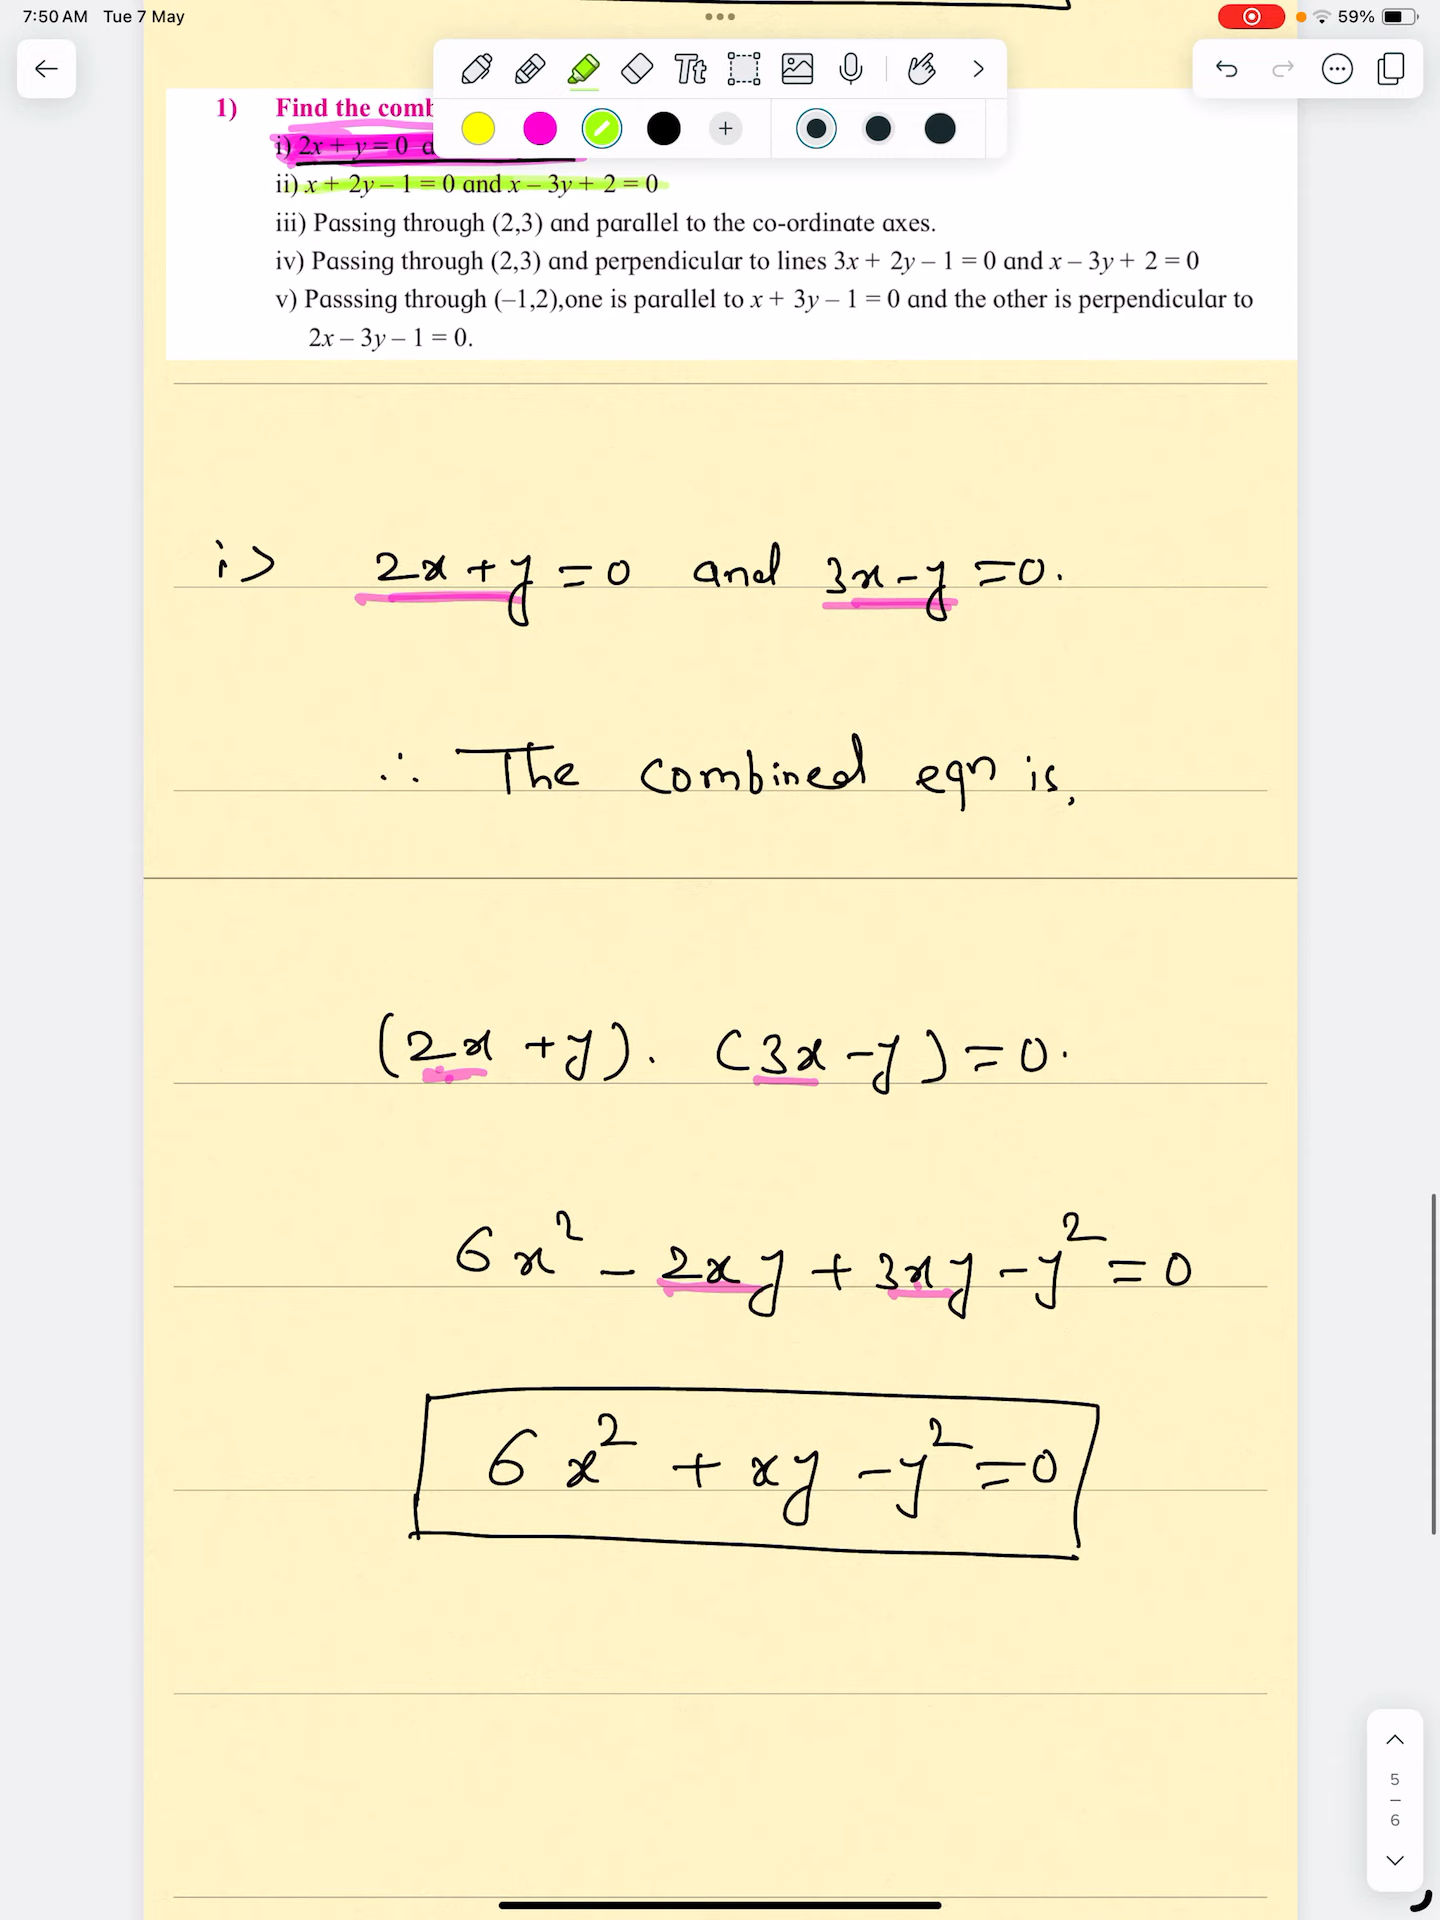 7:50 AM Tue 7 May
59%
Tt
1) Find the comb
i) 2x + y = 0 a
ii) x + 2y – 1 = 0 and x – 3y + 2 = 0
iii) Passing through (2,3) and parallel to the co-ordinate axes.
iv) Passing through (2,3) and perpendicular to lines 3x + 2y – 1 = 0 and x – 3y + 2 = 0
v) Passsing through (–1,2),one is parallel to x + 3y – 1 = 0 and the other is perpendicular to
2x – 3y – 1 = 0.
i> 2x + y = 0 and 3x - y = 0.
∴ The combined eqn is,
(2x + y). (3x - y) = 0.
6x² - 2xy + 3xy - y² = 0
6x² + xy - y² = 0
5
6